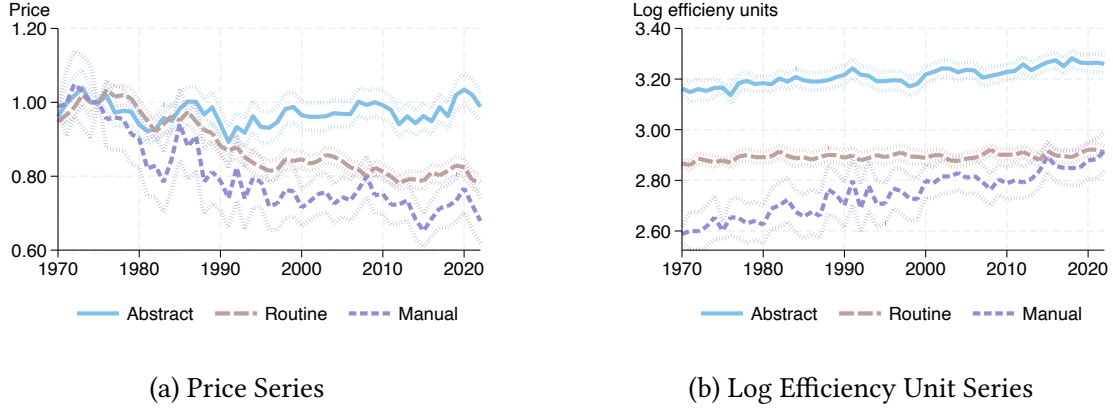 Price
1.20
1.00
0.80
0.60
1970 1980 1990 2000 2010 2020
Abstract Routine Manual
(a) Price Series
Log efficieny units
3.40
3.20
3.00
2.80
2.60
1970 1980 1990 2000 2010 2020
Abstract Routine Manual
(b) Log Efficiency Unit Series